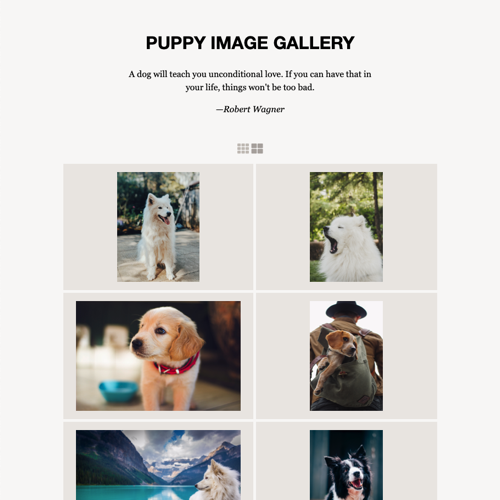 PUPPY IMAGE GALLERY
A dog will teach you unconditional love. If you can have that in
your life, things won't be too bad.
—Robert Wagner